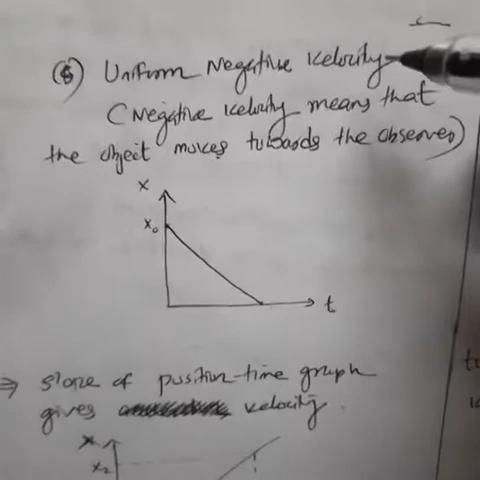 (6) Uniform Negative velocity
(Negative velocity means that
the object moves towards the observer)
x
x₀
t
⇒ slope of position-time graph
gives velocity.
x
x₂